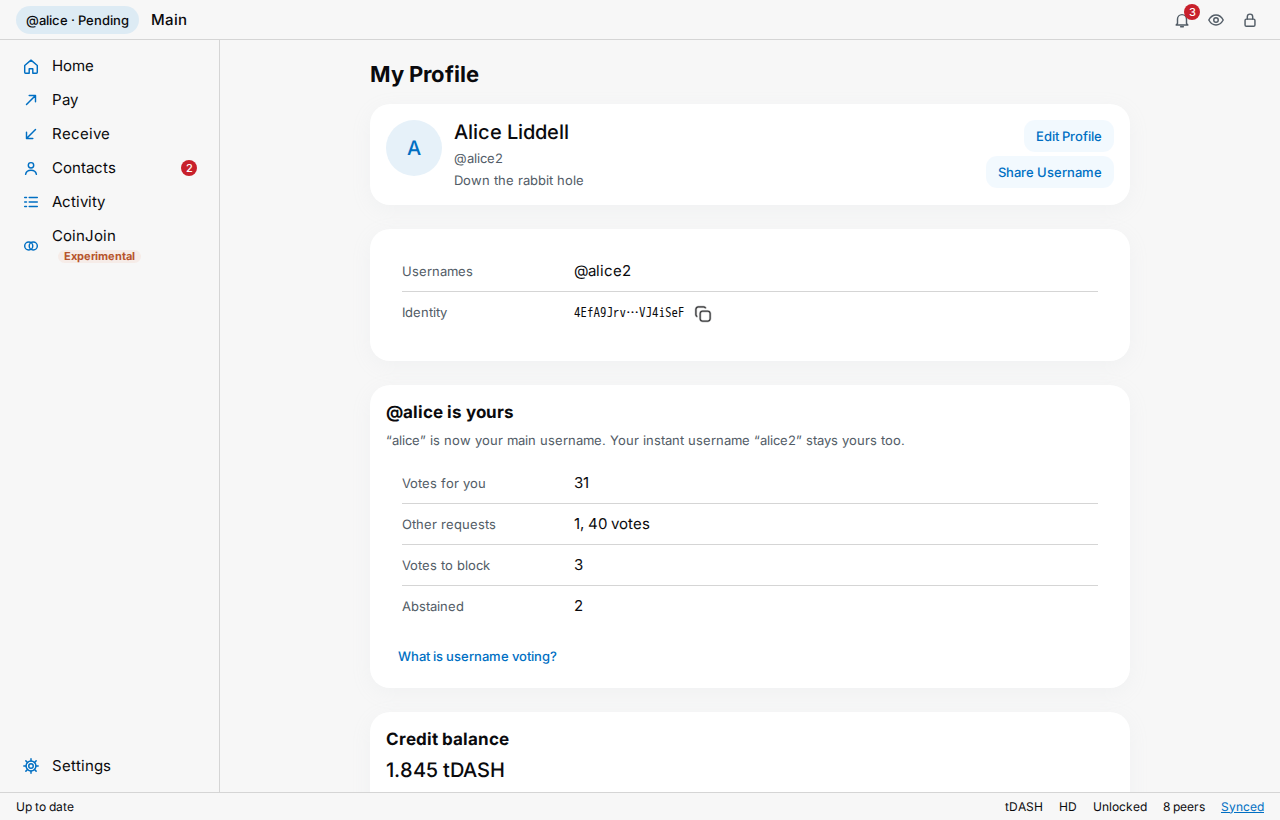 @alice · Pending Main 3
Home
Pay
Receive
Contacts 2
Activity
CoinJoin
Experimental
Settings
My Profile
A
Alice Liddell
@alice2
Down the rabbit hole
Edit Profile
Share Username
Usernames @alice2
Identity 4EfA9Jrv···VJ4iSeF
@alice is yours
“alice” is now your main username. Your instant username “alice2” stays yours too.
Votes for you 31
Other requests 1, 40 votes
Votes to block 3
Abstained 2
What is username voting?
Credit balance
1.845 tDASH
Up to date tDASH HD Unlocked 8 peers Synced